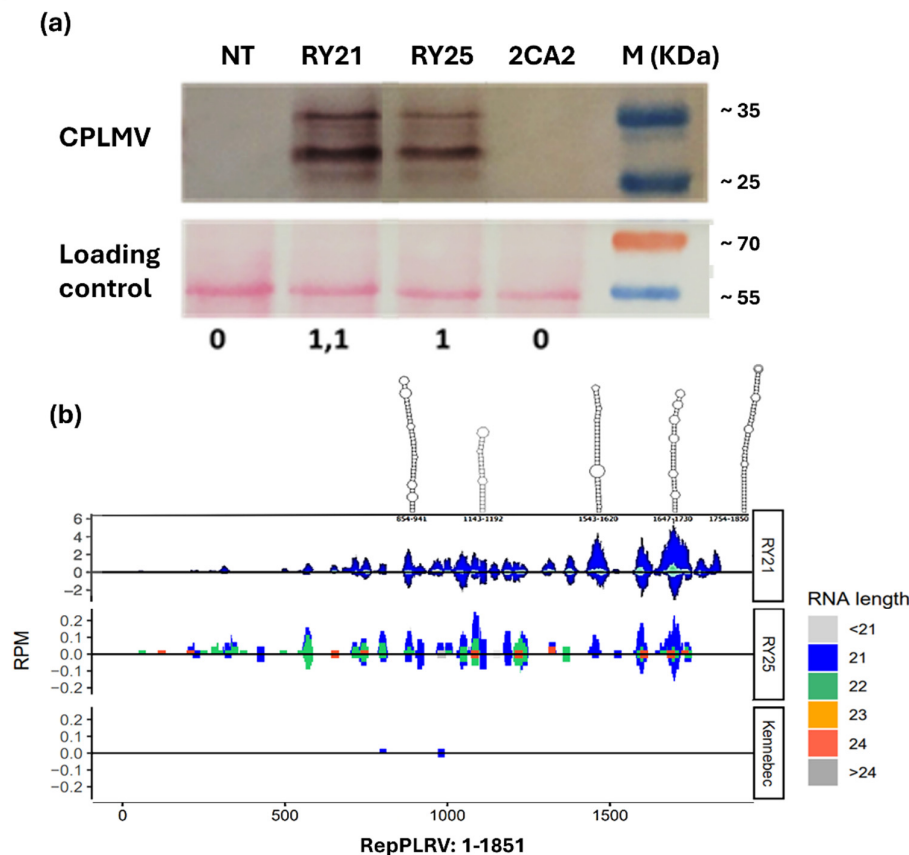 (a)
NT RY21 RY25 2CA2 M (KDa)
CPLMV
~ 35
~ 25
Loading
control
~ 70
~ 55
0 1,1 1 0
(b)
854-941 1143-1192 1543-1620 1647-1730 1754-1850
6
4
2
0
−2
RY21
RPM
0.2
0.1
0.0
−0.1
−0.2
RY25
0.2
0.1
0.0
−0.1
−0.2
Kennebec
0 500 1000 1500
RepPLRV: 1-1851
RNA length
<21
21
22
23
24
>24